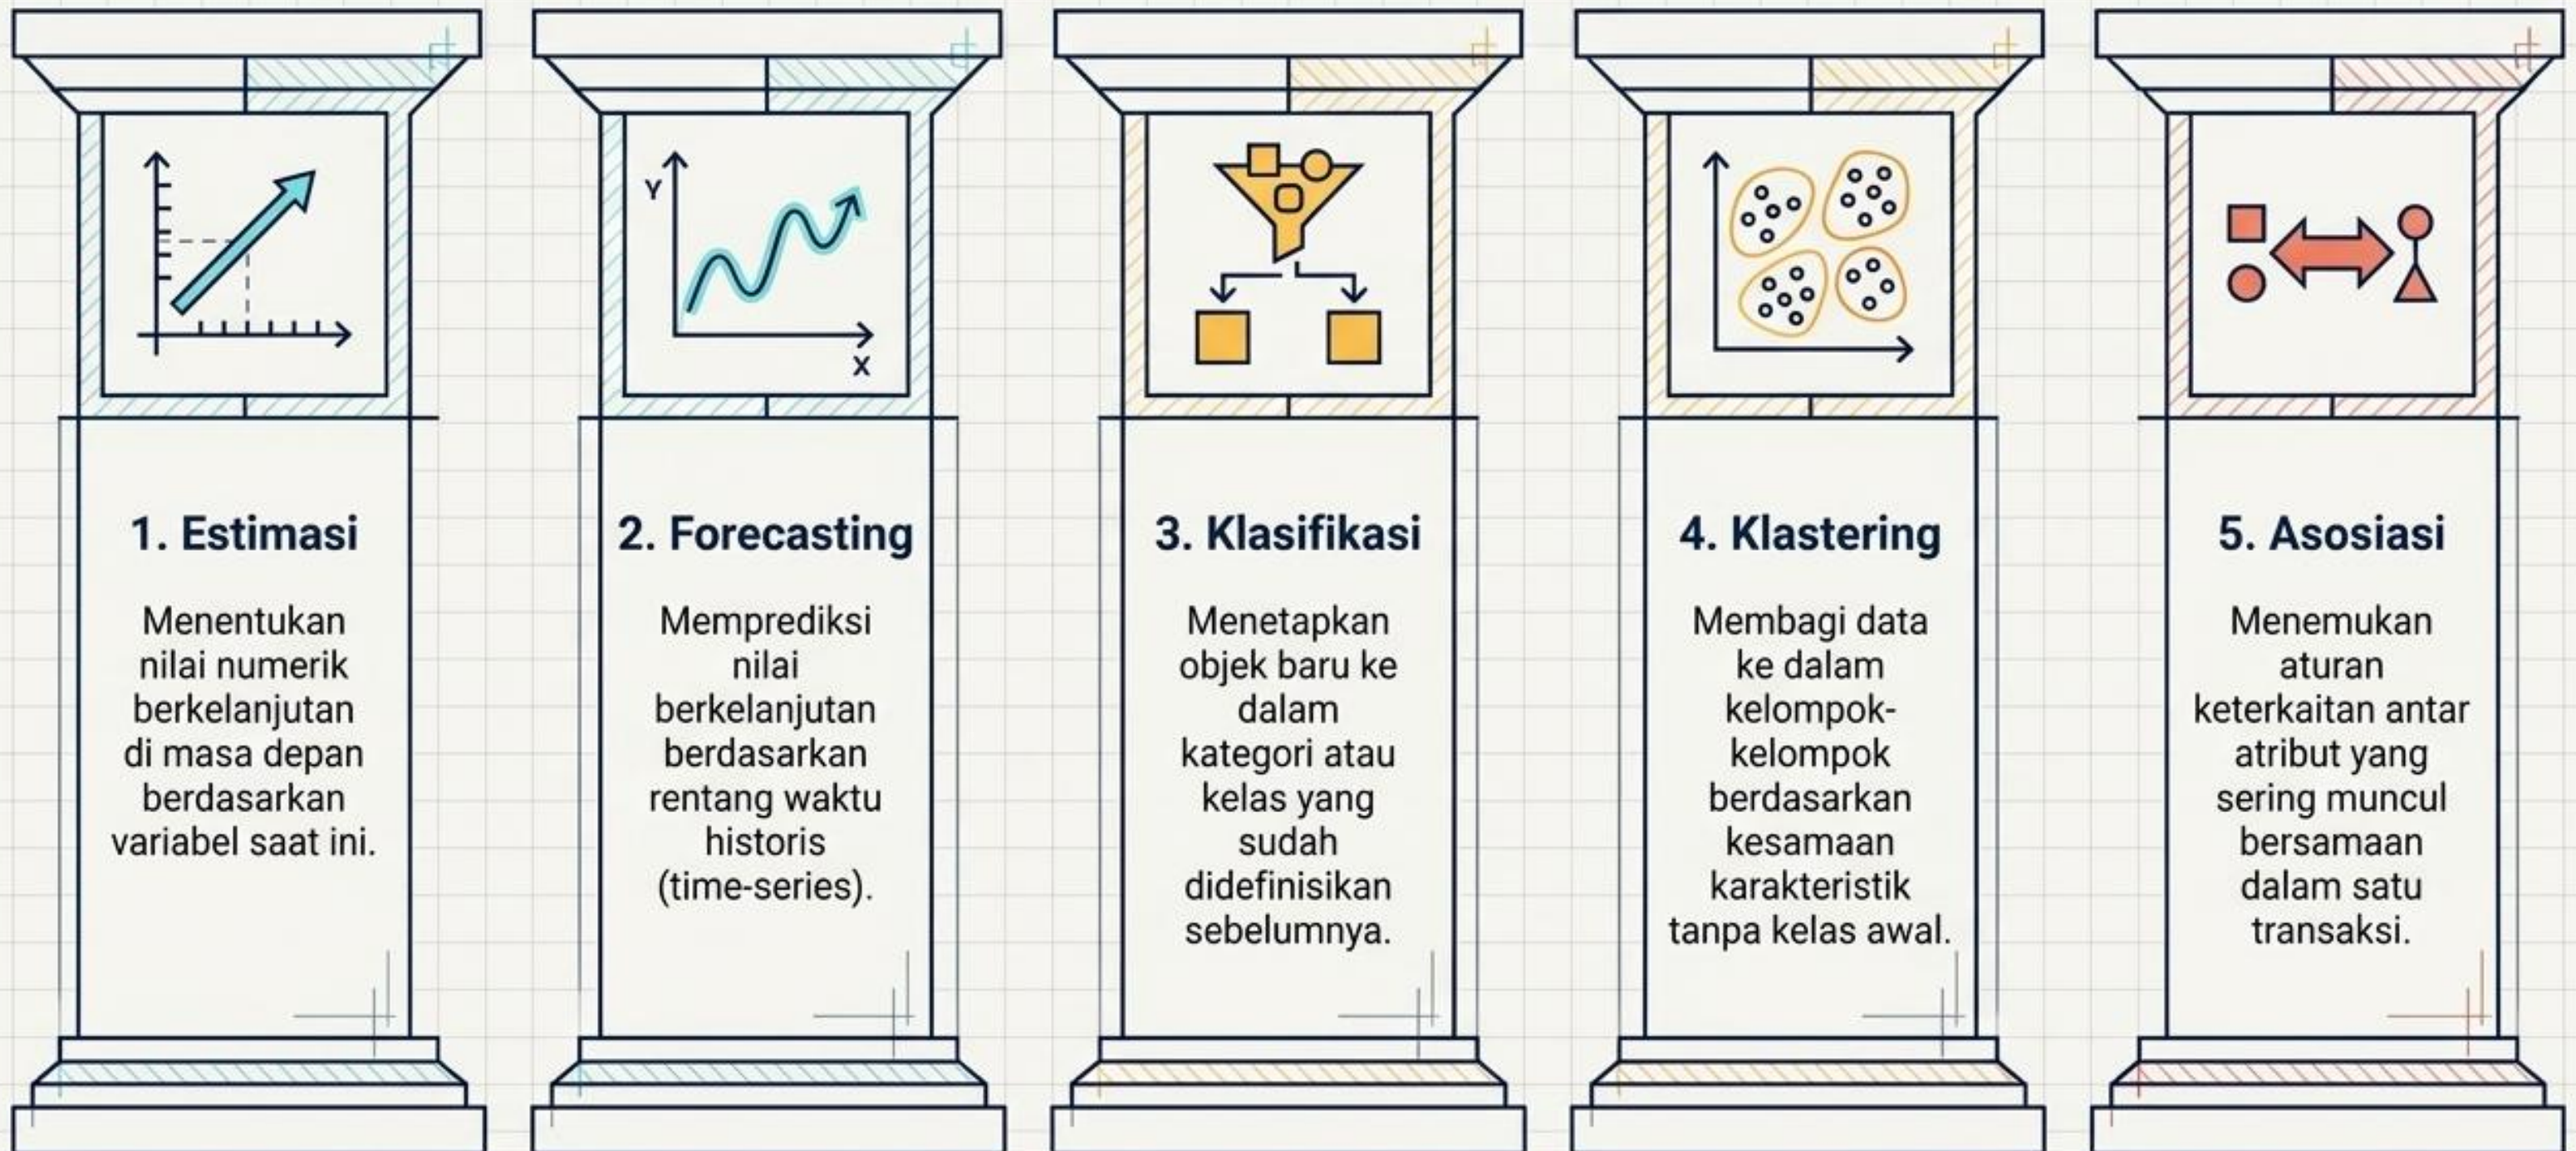 1. Estimasi
Menentukan
nilai numerik
berkelanjutan
di masa depan
berdasarkan
variabel saat ini.
Y
X
2. Forecasting
Memprediksi
nilai
berkelanjutan
berdasarkan
rentang waktu
historis
(time-series).
3. Klasifikasi
Menetapkan
objek baru ke
dalam
kategori atau
kelas yang
sudah
didefinisikan
sebelumnya.
4. Klastering
Membagi data
ke dalam
kelompok-
kelompok
berdasarkan
kesamaan
karakteristik
tanpa kelas awal.
5. Asosiasi
Menemukan
aturan
keterkaitan antar
atribut yang
sering muncul
bersamaan
dalam satu
transaksi.